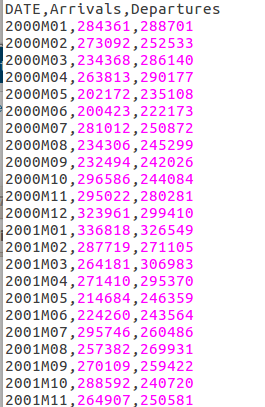 DATE,Arrivals,Departures
2000M01,284361,288701
2000M02,273092,252533
2000M03,234368,286140
2000M04,263813,290177
2000M05,202172,235108
2000M06,200423,222173
2000M07,281012,250872
2000M08,234306,245299
2000M09,232494,242026
2000M10,296586,244084
2000M11,295022,280281
2000M12,323961,299410
2001M01,336818,326549
2001M02,287719,271105
2001M03,264181,306983
2001M04,271410,295370
2001M05,214684,246359
2001M06,224260,243564
2001M07,295746,260486
2001M08,257382,269931
2001M09,270109,259422
2001M10,288592,240720
2001M11,264907,250581